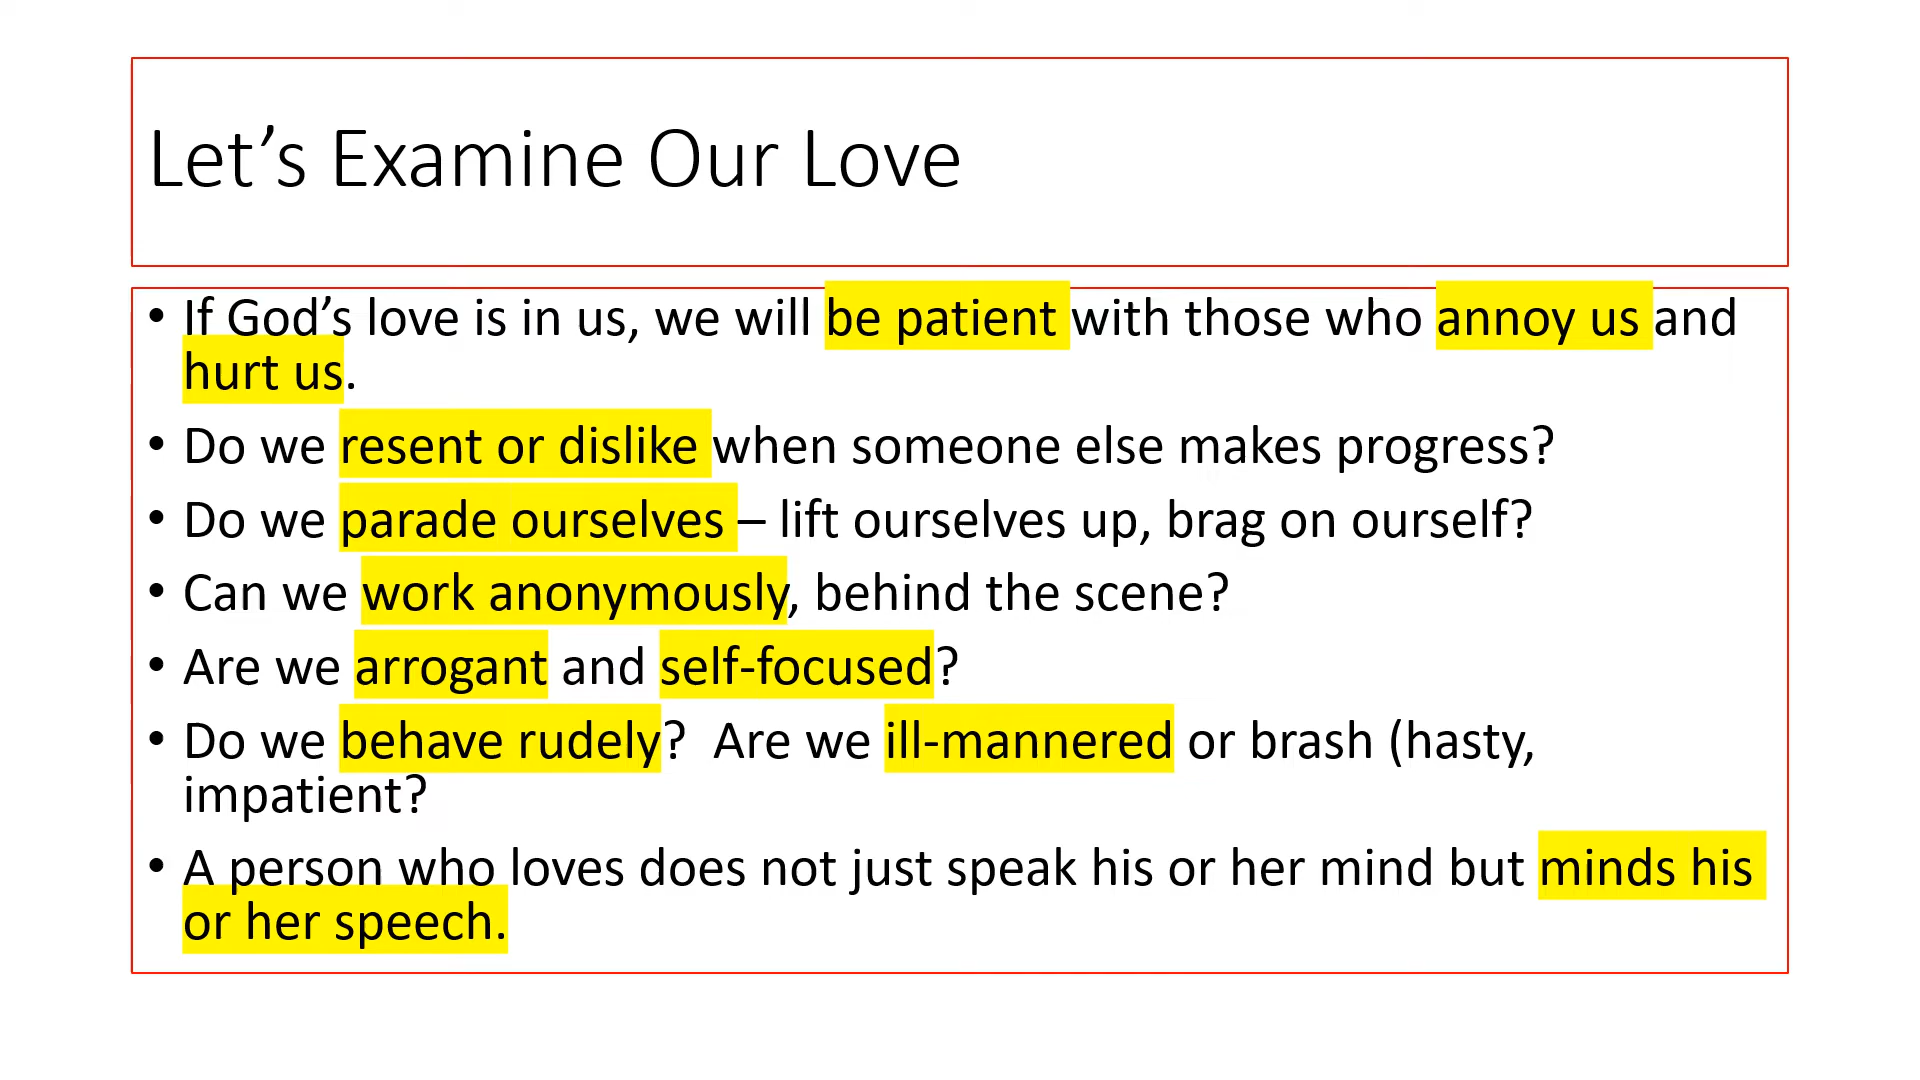 Let’s Examine Our Love
• If God’s love is in us, we will be patient with those who annoy us and
hurt us.
• Do we resent or dislike when someone else makes progress?
• Do we parade ourselves – lift ourselves up, brag on ourself?
• Can we work anonymously, behind the scene?
• Are we arrogant and self-focused?
• Do we behave rudely?  Are we ill-mannered or brash (hasty,
impatient?
• A person who loves does not just speak his or her mind but minds his
or her speech.